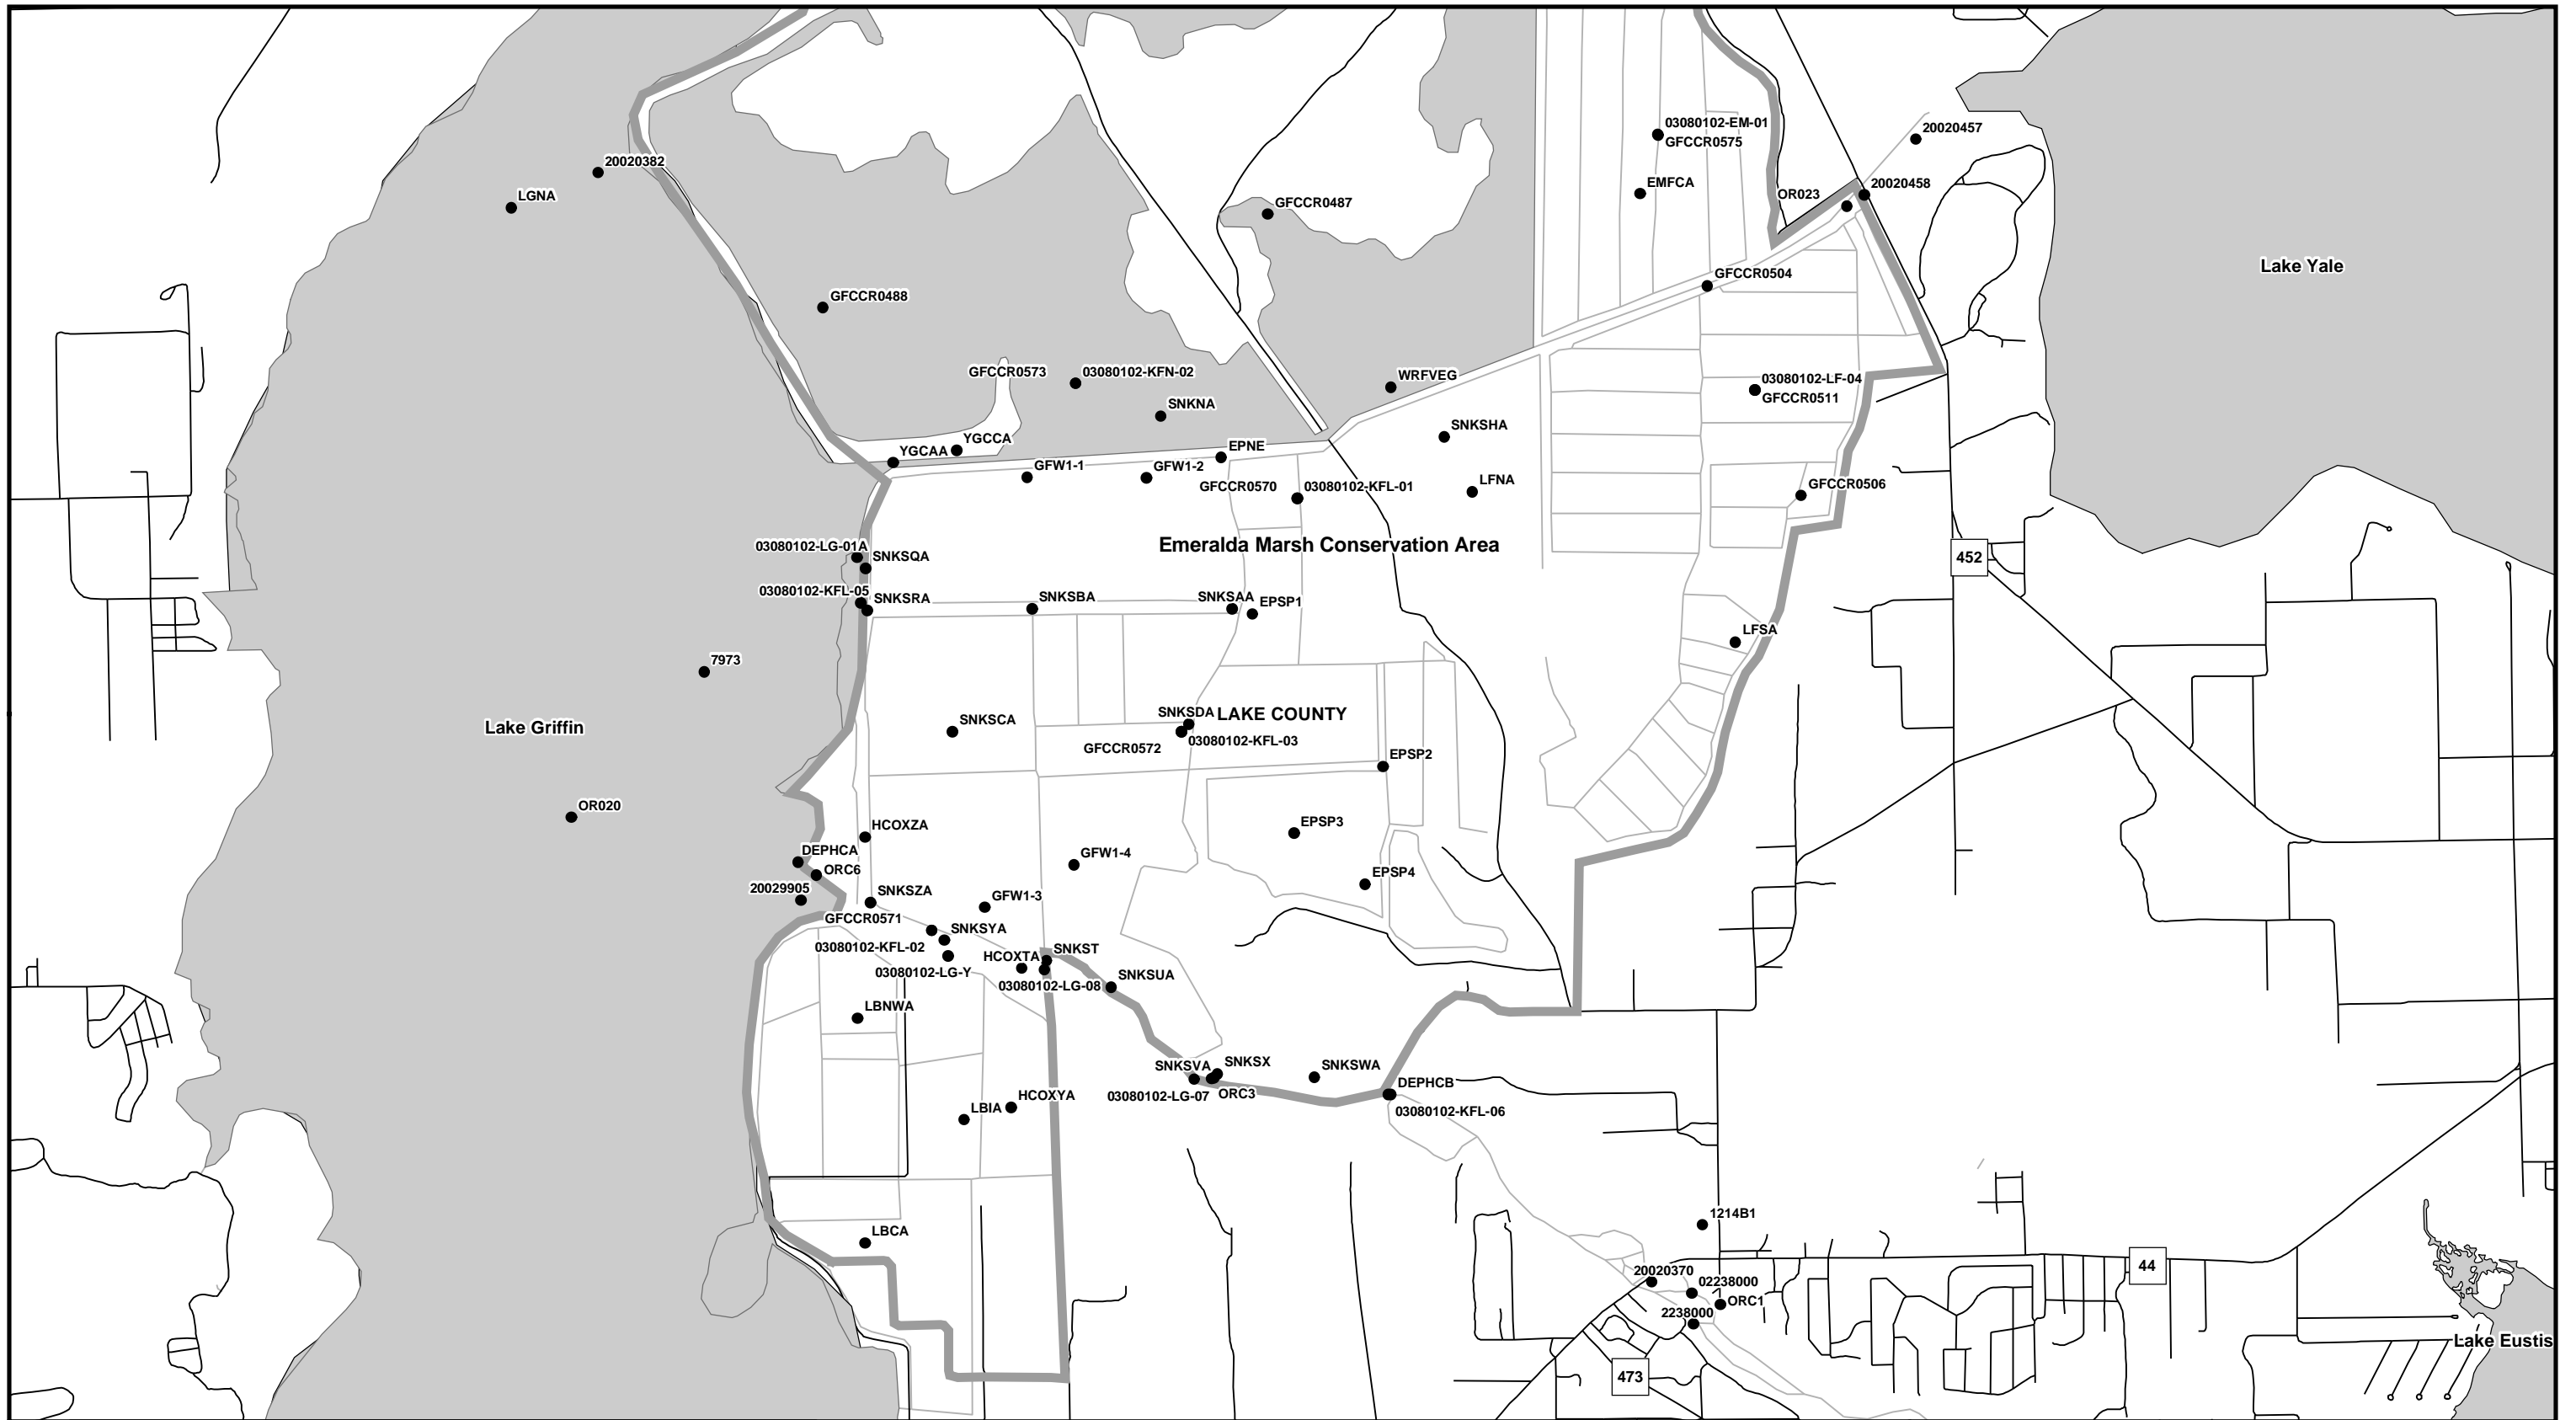 03080102-EM-01
GFCCR0575
20020457
20020382
EMFCA
20020458
OR023
LGNA
GFCCR0487
Lake Yale
GFCCR0504
GFCCR0488
GFCCR0573
03080102-KFN-02
WRFVEG
03080102-LF-04
GFCCR0511
SNKNA
SNKSHA
YGCCA
YGCAA
EPNE
GFW1-1
GFW1-2
GFCCR0570
03080102-KFL-01
LFNA
GFCCR0506
03080102-LG-01A
SNKSQA
Emeralda Marsh Conservation Area
452
03080102-KFL-05
SNKSRA
SNKSBA
SNKSAA
EPSP1
LFSA
7973
SNKSCA
SNKSDA
LAKE COUNTY
Lake Griffin
GFCCR0572
03080102-KFL-03
EPSP2
OR020
HCOXZA
EPSP3
DEPHCA
GFW1-4
ORC6
EPSP4
20029905
SNKSZA
GFW1-3
GFCCR0571
SNKSYA
03080102-KFL-02
HCOXTA
SNKST
03080102-LG-Y
03080102-LG-08
SNKSUA
LBNWA
SNKSVA
SNKSX
SNKSWA
DEPHCB
03080102-LG-07
ORC3
HCOXYA
LBIA
03080102-KFL-06
1214B1
LBCA
44
20020370
02238000
ORC1
2238000
Lake Eustis
473